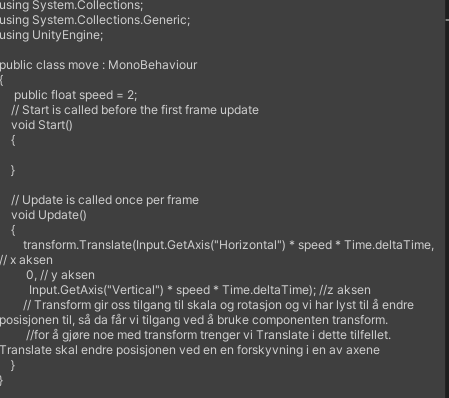 using System.Collections;
using System.Collections.Generic;
using UnityEngine;
public class move : MonoBehaviour
{
public float speed = 2;
// Start is called before the first frame update
void Start()
{
}
// Update is called once per frame
void Update()
{
transform.Translate(Input.GetAxis("Horizontal") * speed * Time.deltaTime,
// x aksen
0, // y aksen
Input.GetAxis("Vertical") * speed * Time.deltaTime); //z aksen
// Transform gir oss tilgang til skala og rotasjon og vi har lyst til å endre
posisjonen til, så da får vi tilgang ved å bruke componenten transform.
//for å gjøre noe med transform trenger vi Translate i dette tilfellet.
Translate skal endre posisjonen ved en en forskyvning i en av axene
}
}